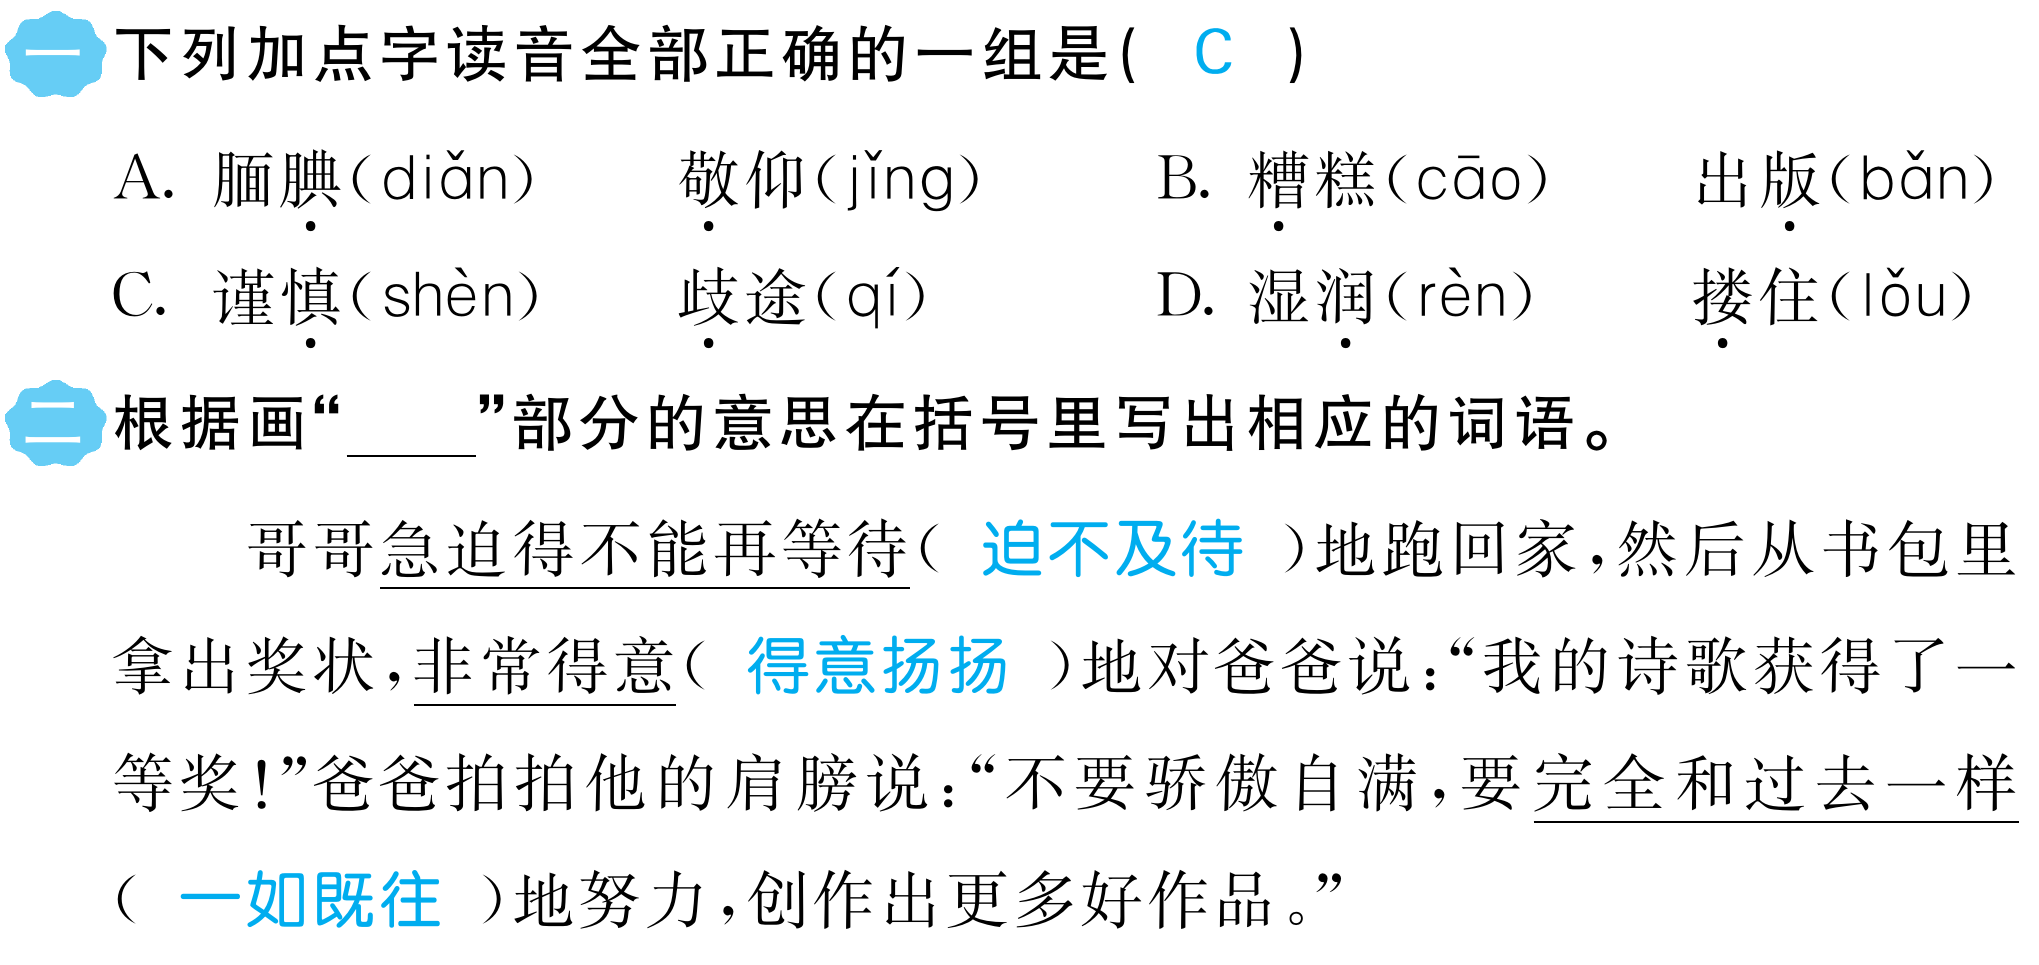 一 下列加点字读音全部正确的一组是( C )
A. 腼腆(diǎn) 敬仰(jǐng) B. 糟糕(cāo) 出版(bǎn)
C. 谨慎(shèn) 歧途(qí) D. 湿润(rèn) 搂住(lǒu)
二 根据画“____”部分的意思在括号里写出相应的词语。
哥哥急迫得不能再等待( 迫不及待 )地跑回家,然后从书包里
拿出奖状,非常得意( 得意扬扬 )地对爸爸说:“我的诗歌获得了一
等奖!”爸爸拍拍他的肩膀说:“不要骄傲自满,要完全和过去一样
( 一如既往 )地努力,创作出更多好作品。”